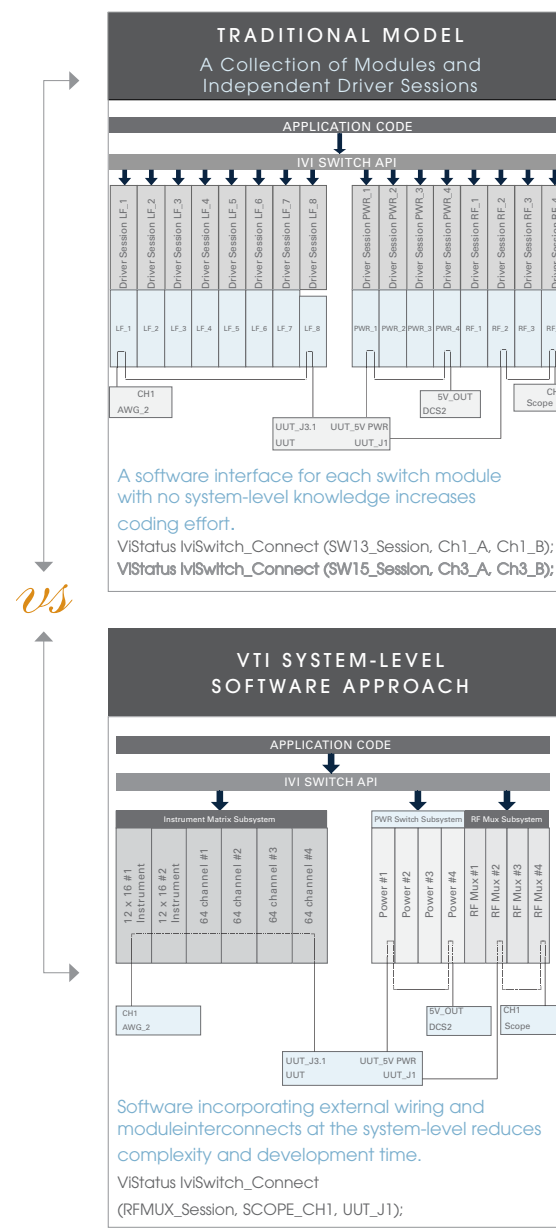 TRADITIONAL MODEL
A Collection of Modules and
Independent Driver Sessions
APPLICATION CODE
IVI SWITCH API
Driver Session LF_1
Driver Session LF_2
Driver Session LF_3
Driver Session LF_4
Driver Session LF_5
Driver Session LF_6
Driver Session LF_7
Driver Session LF_8
Driver Session PWR_1
Driver Session PWR_2
Driver Session PWR_3
Driver Session PWR_4
Driver Session RF_1
Driver Session RF_2
Driver Session RF_3
Driver Session RF_4
LF_1
LF_2
LF_3
LF_4
LF_5
LF_6
LF_7
LF_8
PWR_1
PWR_2
PWR_3
PWR_4
RF_1
RF_2
RF_3
CH1
AWG_2
5V_OUT
DCS2
Scope
UUT_J3.1 UUT_5V PWR
UUT UUT_J1
A software interface for each switch module
with no system-level knowledge increases
coding effort.
ViStatus IviSwitch_Connect (SW13_Session, Ch1_A, Ch1_B);
ViStatus IviSwitch_Connect (SW15_Session, Ch3_A, Ch3_B);
vs
VTI SYSTEM-LEVEL
SOFTWARE APPROACH
APPLICATION CODE
IVI SWITCH API
Instrument Matrix Subsystem
PWR Switch Subsystem
RF Mux Subsystem
12 x 16 #1
Instrument
12 x 16 #2
Instrument
64 channel #1
64 channel #2
64 channel #3
64 channel #4
Power #1
Power #2
Power #3
Power #4
RF Mux #1
RF Mux #2
RF Mux #3
RF Mux #4
CH1
AWG_2
5V_OUT
DCS2
CH1
Scope
UUT_J3.1 UUT_5V PWR
UUT UUT_J1
Software incorporating external wiring and
moduleinterconnects at the system-level reduces
complexity and development time.
ViStatus IviSwitch_Connect
(RFMUX_Session, SCOPE_CH1, UUT_J1);